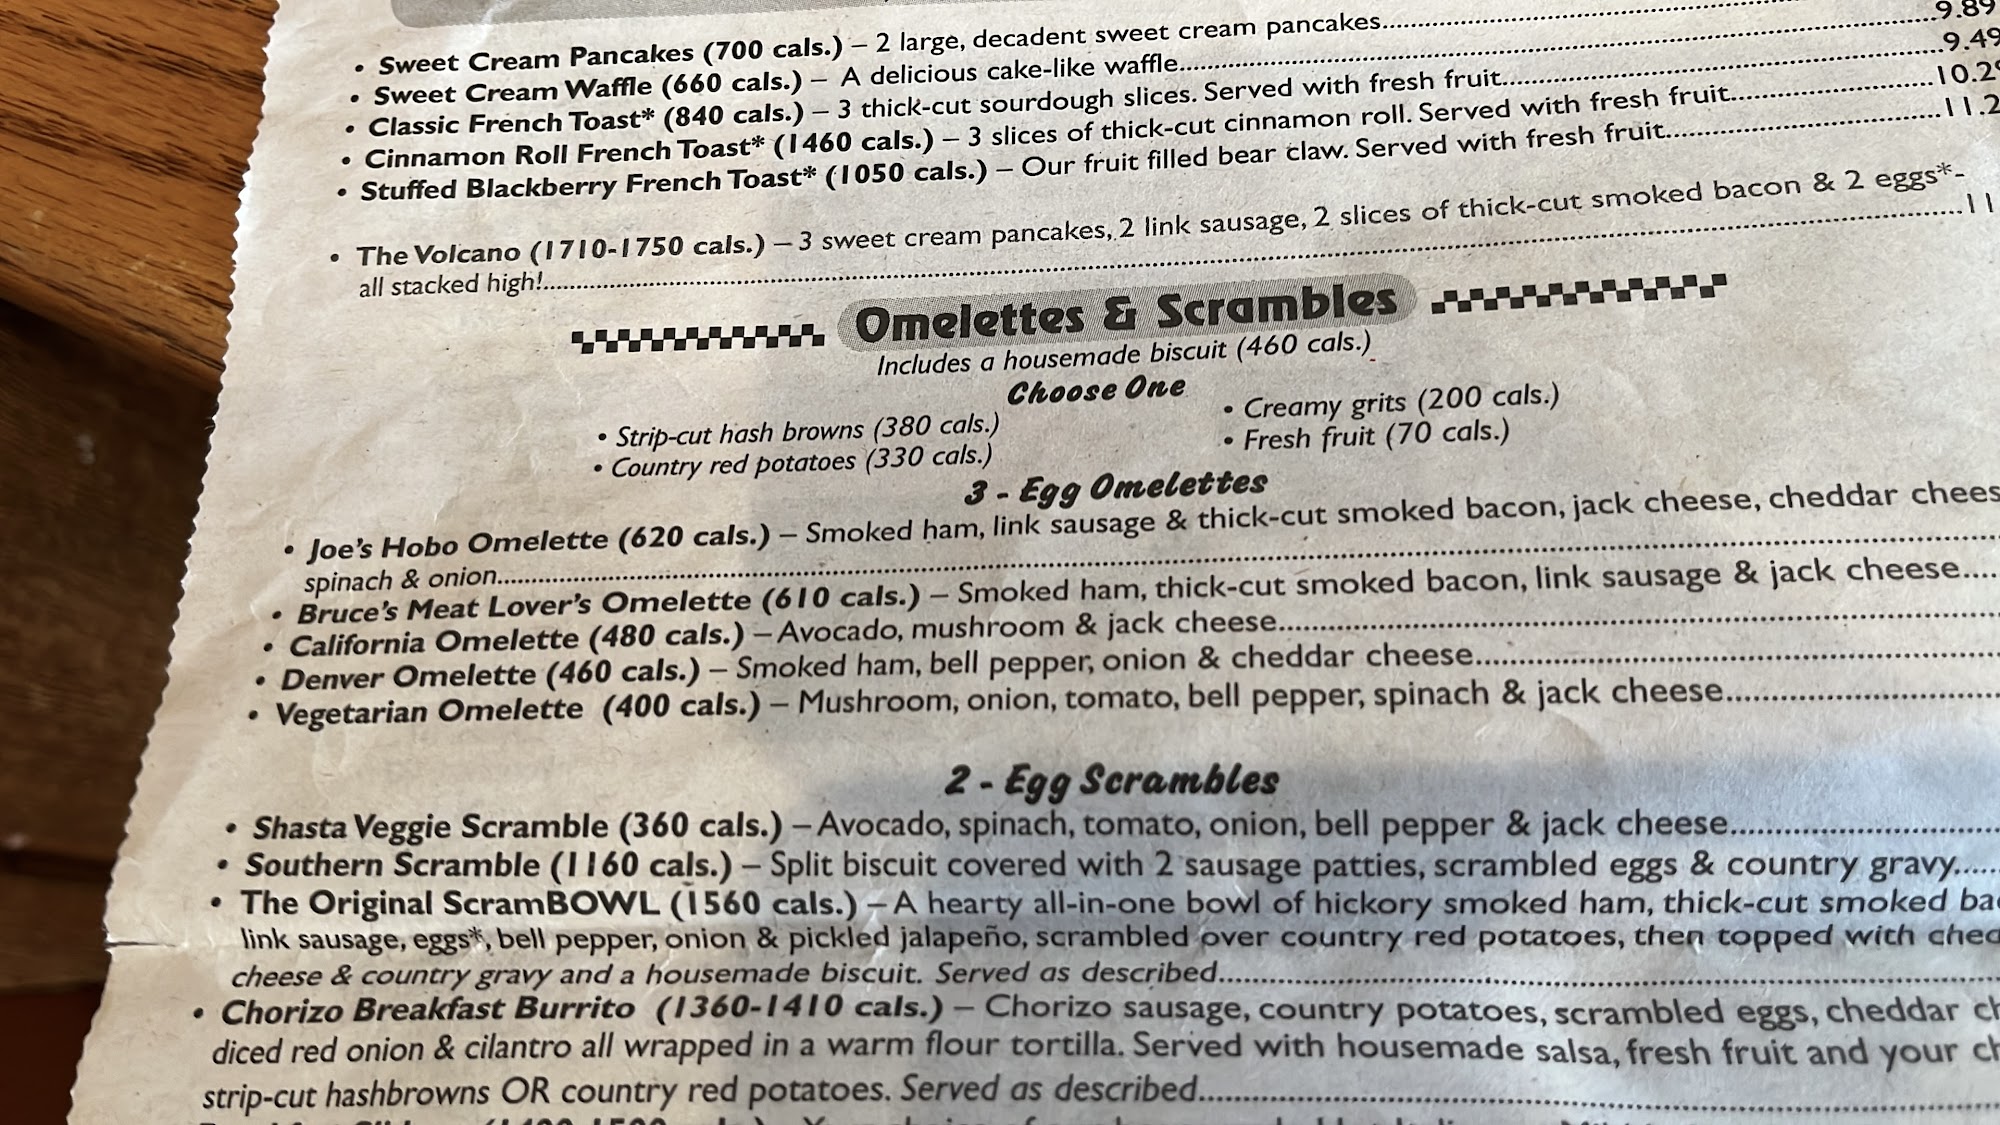 • Sweet Cream Pancakes (700 cals.) – 2 large, decadent sweet cream pancakes
• Sweet Cream Waffle (660 cals.) – A delicious cake-like waffle 9.89
• Classic French Toast* (840 cals.) – 3 thick-cut sourdough slices. Served with fresh fruit 9.49
• Cinnamon Roll French Toast* (1460 cals.) – 3 slices of thick-cut cinnamon roll. Served with fresh fruit 10.2
• Stuffed Blackberry French Toast* (1050 cals.) – Our fruit filled bear claw. Served with fresh fruit 11.2
• The Volcano (1710-1750 cals.) – 3 sweet cream pancakes, 2 link sausage, 2 slices of thick-cut smoked bacon & 2 eggs*-
all stacked high! 11
Omelettes & Scrambles
Includes a housemade biscuit (460 cals.)
Choose One
• Strip-cut hash browns (380 cals.)
• Country red potatoes (330 cals.)
• Creamy grits (200 cals.)
• Fresh fruit (70 cals.)
3 - Egg Omelettes
• Joe's Hobo Omelette (620 cals.) – Smoked ham, link sausage & thick-cut smoked bacon, jack cheese, cheddar chees
spinach & onion
• Bruce's Meat Lover's Omelette (610 cals.) – Smoked ham, thick-cut smoked bacon, link sausage & jack cheese
• California Omelette (480 cals.) – Avocado, mushroom & jack cheese
• Denver Omelette (460 cals.) – Smoked ham, bell pepper, onion & cheddar cheese
• Vegetarian Omelette (400 cals.) – Mushroom, onion, tomato, bell pepper, spinach & jack cheese
2 - Egg Scrambles
• Shasta Veggie Scramble (360 cals.) – Avocado, spinach, tomato, onion, bell pepper & jack cheese
• Southern Scramble (1160 cals.) – Split biscuit covered with 2 sausage patties, scrambled eggs & country gravy
• The Original ScramBOWL (1560 cals.) – A hearty all-in-one bowl of hickory smoked ham, thick-cut smoked ba
link sausage, eggs*, bell pepper, onion & pickled jalapeño, scrambled over country red potatoes, then topped with ched
cheese & country gravy and a housemade biscuit. Served as described
• Chorizo Breakfast Burrito (1360-1410 cals.) – Chorizo sausage, country potatoes, scrambled eggs, cheddar ch
diced red onion & cilantro all wrapped in a warm flour tortilla. Served with housemade salsa, fresh fruit and your ch
strip-cut hashbrowns OR country red potatoes. Served as described